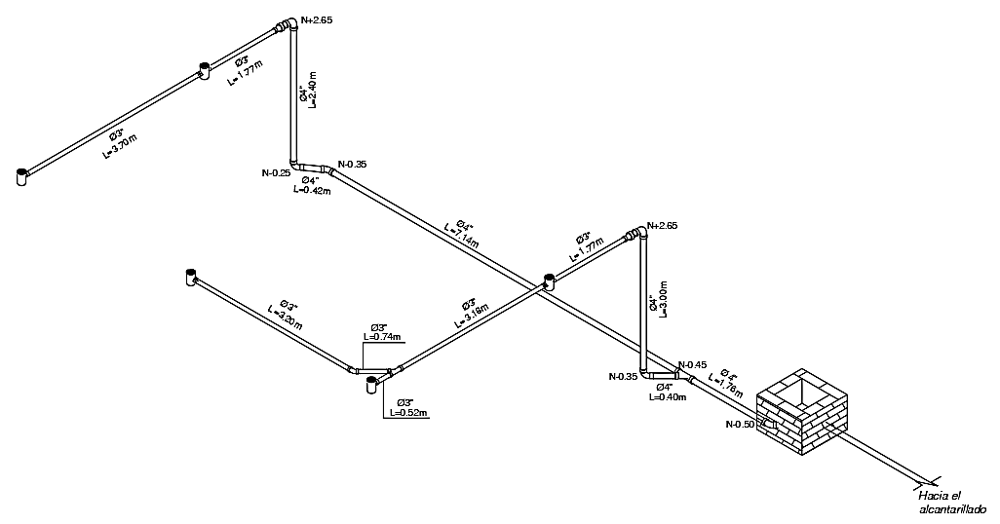 N+2.65
Ø3"
L=1.77m
Ø4"
L=2.40m
Ø3"
L=3.70m
N-0.25
N-0.35
Ø4"
L=0.42m
Ø4"
L=7.14m
N+2.65
Ø3"
L=1.77m
Ø4"
L=3.00m
Ø3"
L=3.20m
Ø3"
L=3.16m
Ø3"
L=0.74m
N-0.35
N-0.45
Ø4"
L=0.40m
Ø4"
L=1.76m
Ø3"
L=0.52m
N-0.50
Hacia el
alcantarillado